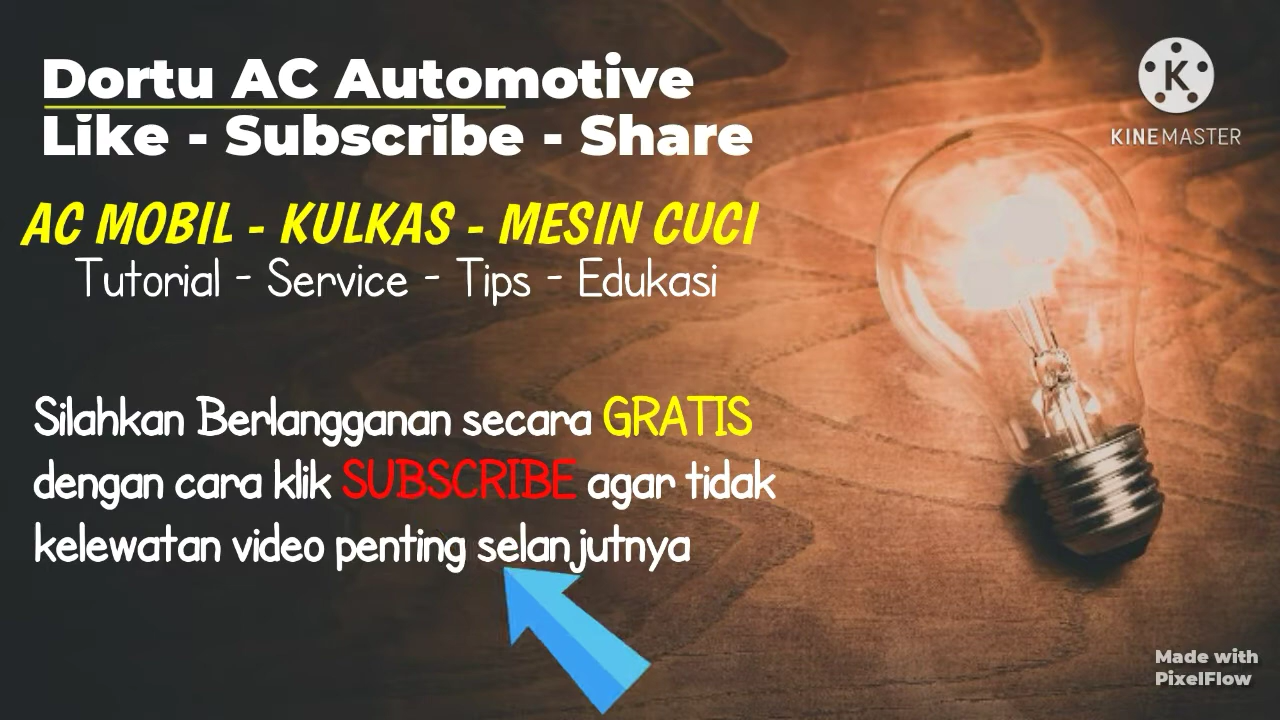 Dortu AC Automotive
Like - Subscribe - Share
AC MOBIL - KULKAS - MESIN CUCI
Tutorial - Service - Tips - Edukasi
Silahkan Berlangganan secara GRATIS
dengan cara klik SUBSCRIBE agar tidak
kelewatan video penting selanjutnya
K
KINEMASTER
Made with
PixelFlow